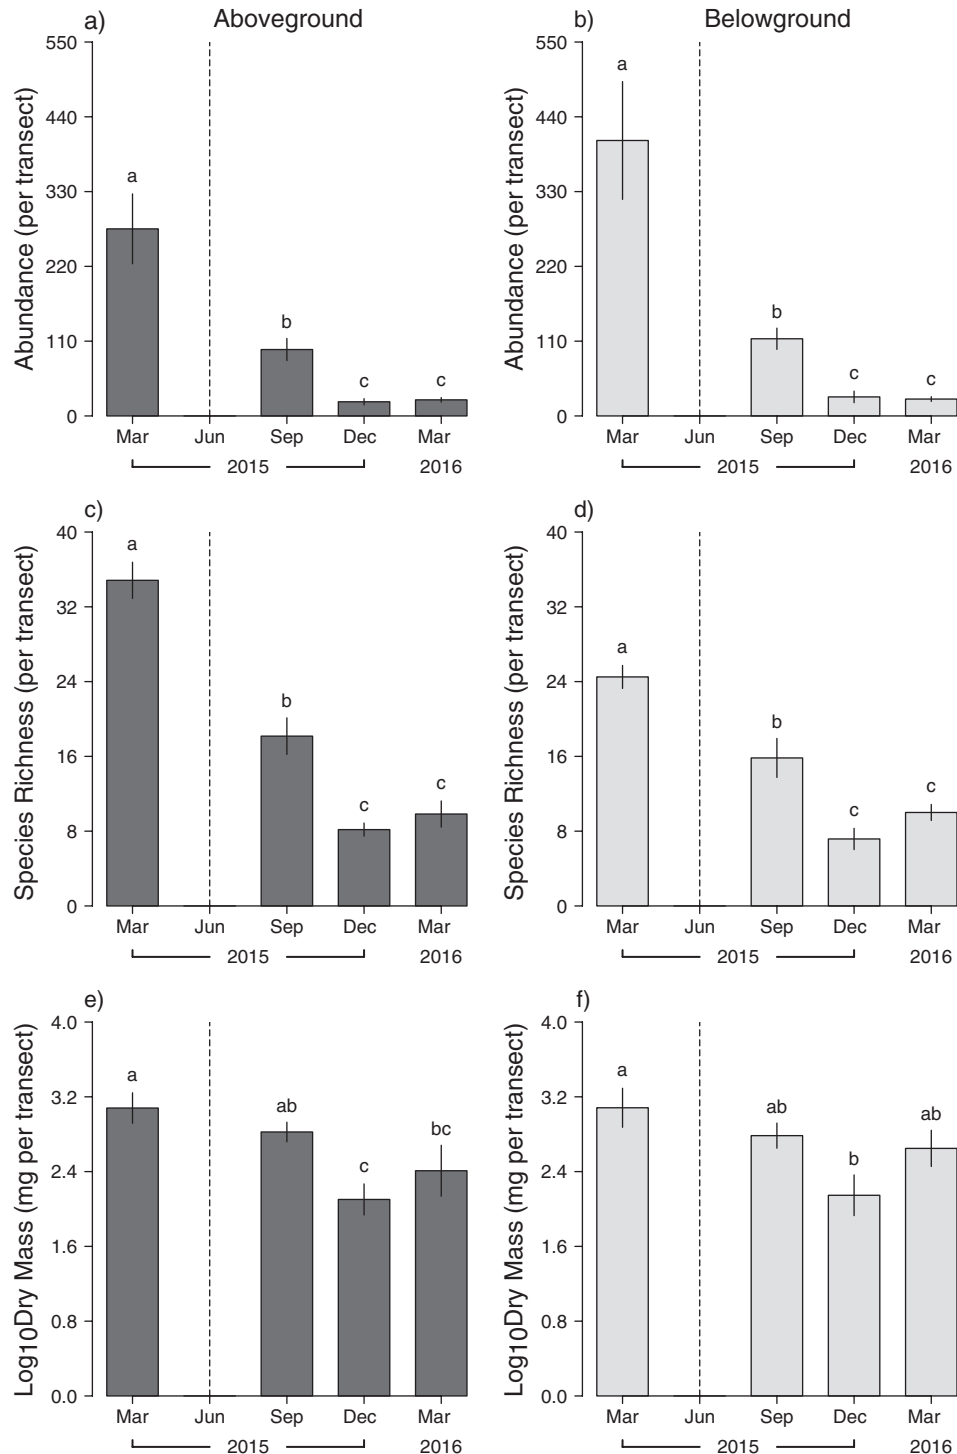 a) Aboveground
b) Belowground
Abundance (per transect)
550
440
330
220
110
0
a
b
c
c
Mar Jun Sep Dec Mar
2015 2016
Abundance (per transect)
550
440
330
220
110
0
a
b
c
c
Mar Jun Sep Dec Mar
2015 2016
c)
Species Richness (per transect)
40
32
24
16
8
0
a
b
c
c
Mar Jun Sep Dec Mar
2015 2016
d)
Species Richness (per transect)
40
32
24
16
8
0
a
b
c
c
Mar Jun Sep Dec Mar
2015 2016
e)
Log10Dry Mass (mg per transect)
4.0
3.2
2.4
1.6
0.8
0.0
a
ab
c
bc
Mar Jun Sep Dec Mar
2015 2016
f)
Log10Dry Mass (mg per transect)
4.0
3.2
2.4
1.6
0.8
0.0
a
ab
b
ab
Mar Jun Sep Dec Mar
2015 2016